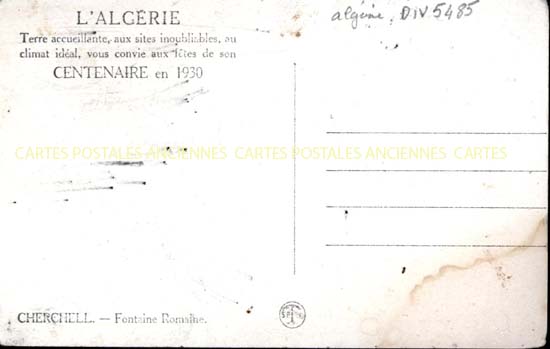 L'ALGÉRIE
Terre accueillante, aux sites inoubliables, au
climat idéal, vous convie aux fêtes de son
CENTENAIRE en 1930
algérie, DIV 5485
CARTES POSTALES ANCIENNES CARTES POSTALES ANCIENNES CARTES
CHERCHELL. — Fontaine Romaine.